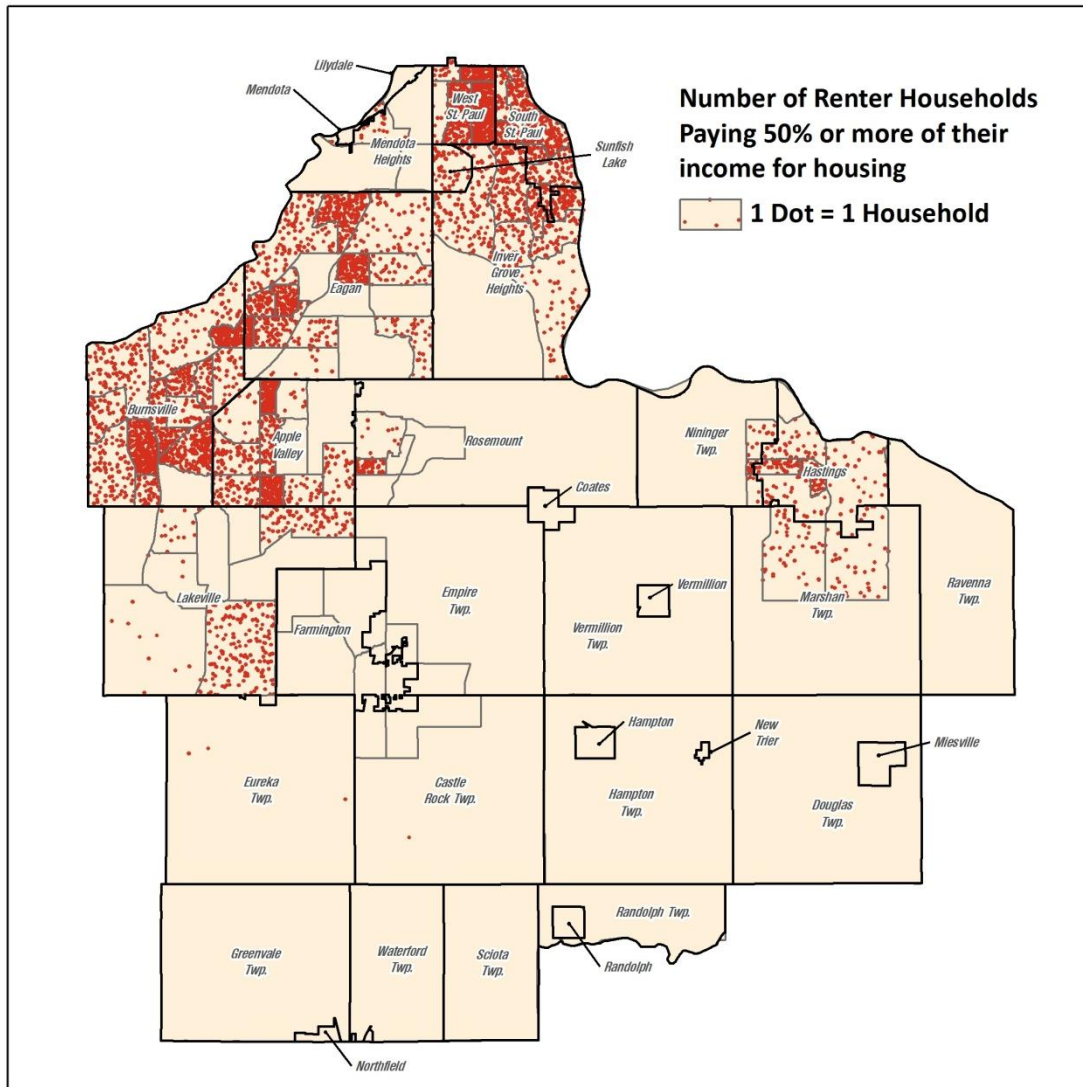 Lilydale
Mendota
Mendota
Heights
West
St. Paul
South
St. Paul
Sunfish
Lake
Number of Renter Households
Paying 50% or more of their
income for housing
1 Dot = 1 Household
Inver
Grove
Heights
Eagan
Burnsville
Apple
Valley
Rosemount
Nininger
Twp.
Hastings
Coates
Lakeville
Farmington
Empire
Twp.
Vermillion
Vermillion
Twp.
Marshan
Twp.
Ravenna
Twp.
Eureka
Twp.
Castle
Rock Twp.
Hampton
Hampton
Twp.
New
Trier
Miesville
Douglas
Twp.
Greenvale
Twp.
Waterford
Twp.
Sciota
Twp.
Randolph Twp.
Randolph
Northfield